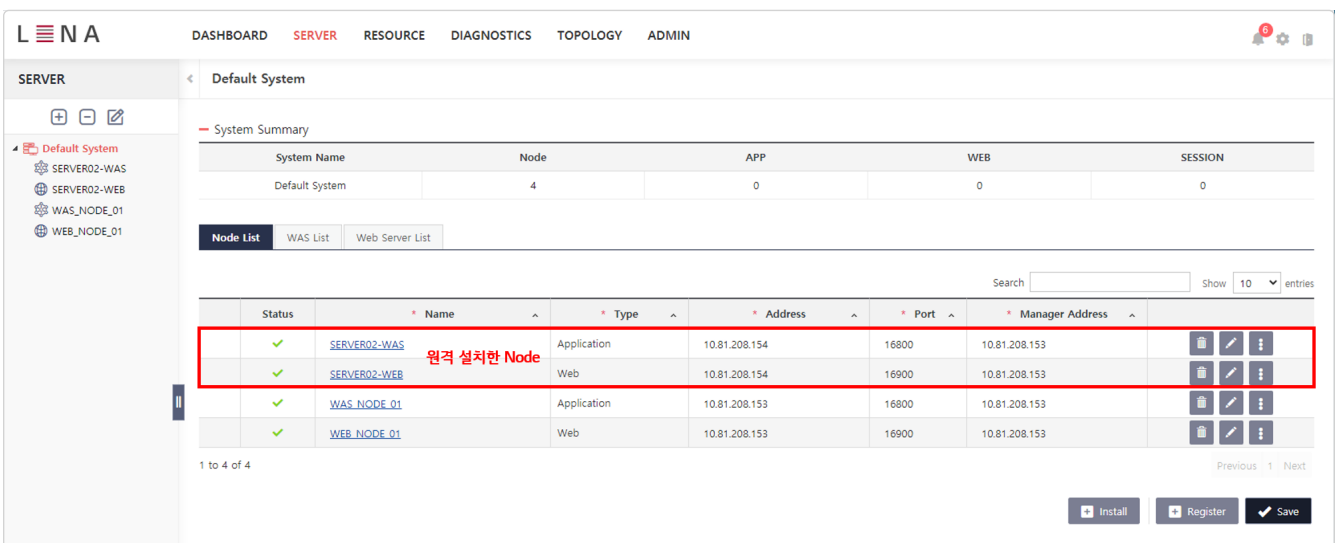 LENA DASHBOARD SERVER RESOURCE DIAGNOSTICS TOPOLOGY ADMIN 6
SERVER
Default System
SERVER02-WAS
SERVER02-WEB
WAS_NODE_01
WEB_NODE_01
Default System
System Summary
System Name Node APP WEB SESSION
Default System 4 0 0 0
Node List WAS List Web Server List
Search Show 10 entries
Status * Name * Type * Address * Port * Manager Address
SERVER02-WAS Application 10.81.208.154 16800 10.81.208.153
원격 설치한 Node
SERVER02-WEB Web 10.81.208.154 16900 10.81.208.153
WAS_NODE_01 Application 10.81.208.153 16800 10.81.208.153
WEB_NODE_01 Web 10.81.208.153 16900 10.81.208.153
1 to 4 of 4 Previous 1 Next
Install Register Save